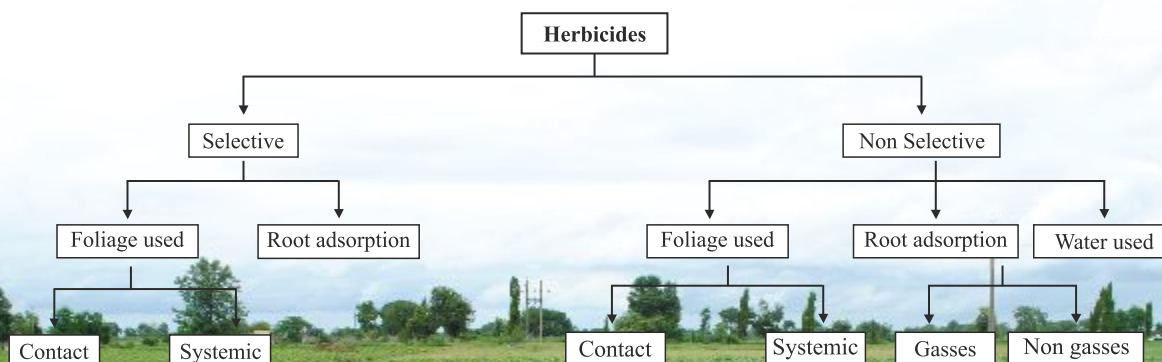 Herbicides
Selective
Non Selective
Foliage used
Root adsorption
Foliage used
Root adsorption
Water used
Contact
Systemic
Contact
Systemic
Gasses
Non gasses